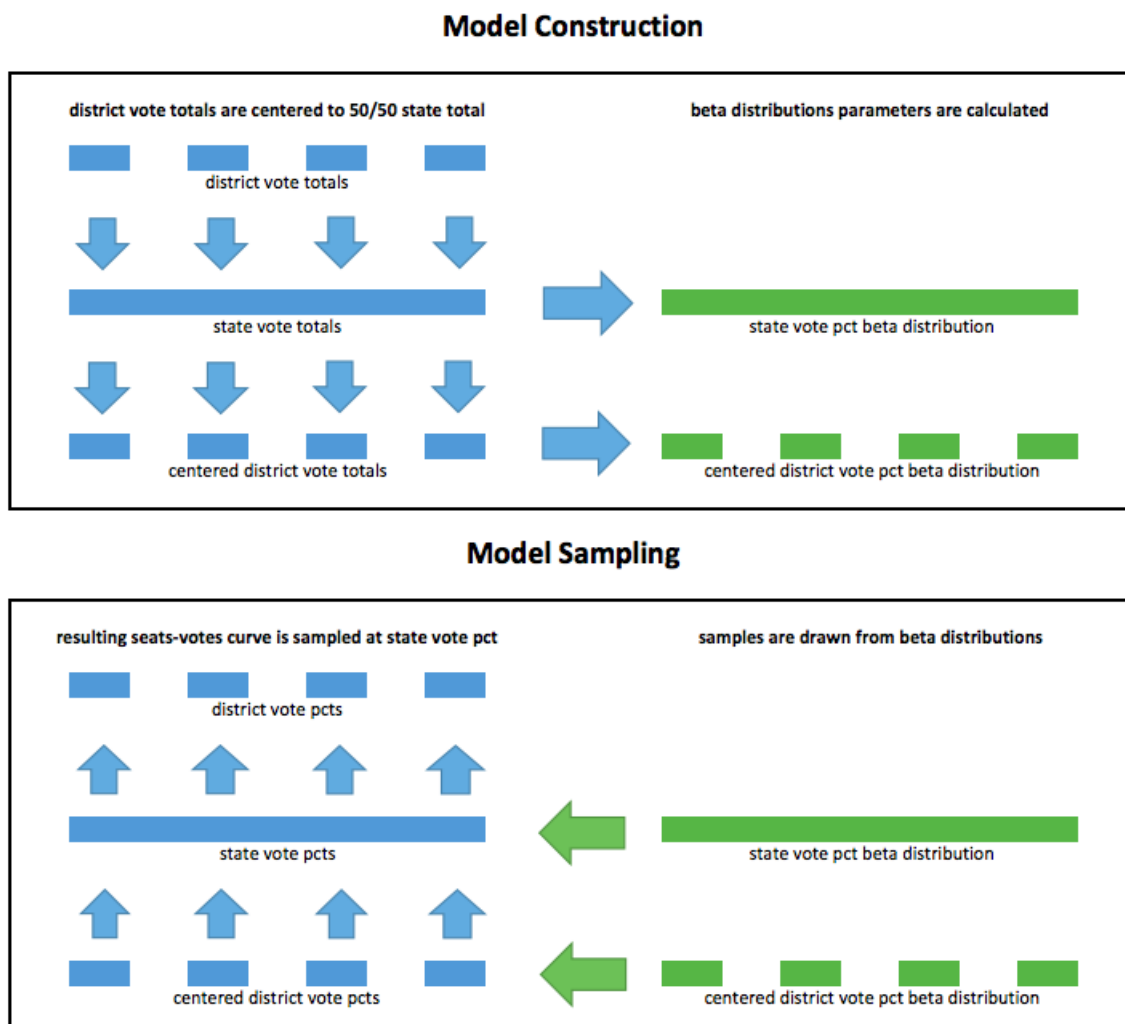 Model Construction
district vote totals are centered to 50/50 state total
beta distributions parameters are calculated
district vote totals
state vote totals
state vote pct beta distribution
centered district vote totals
centered district vote pct beta distribution
Model Sampling
resulting seats-votes curve is sampled at state vote pct
samples are drawn from beta distributions
district vote pcts
state vote pcts
state vote pct beta distribution
centered district vote pcts
centered district vote pct beta distribution